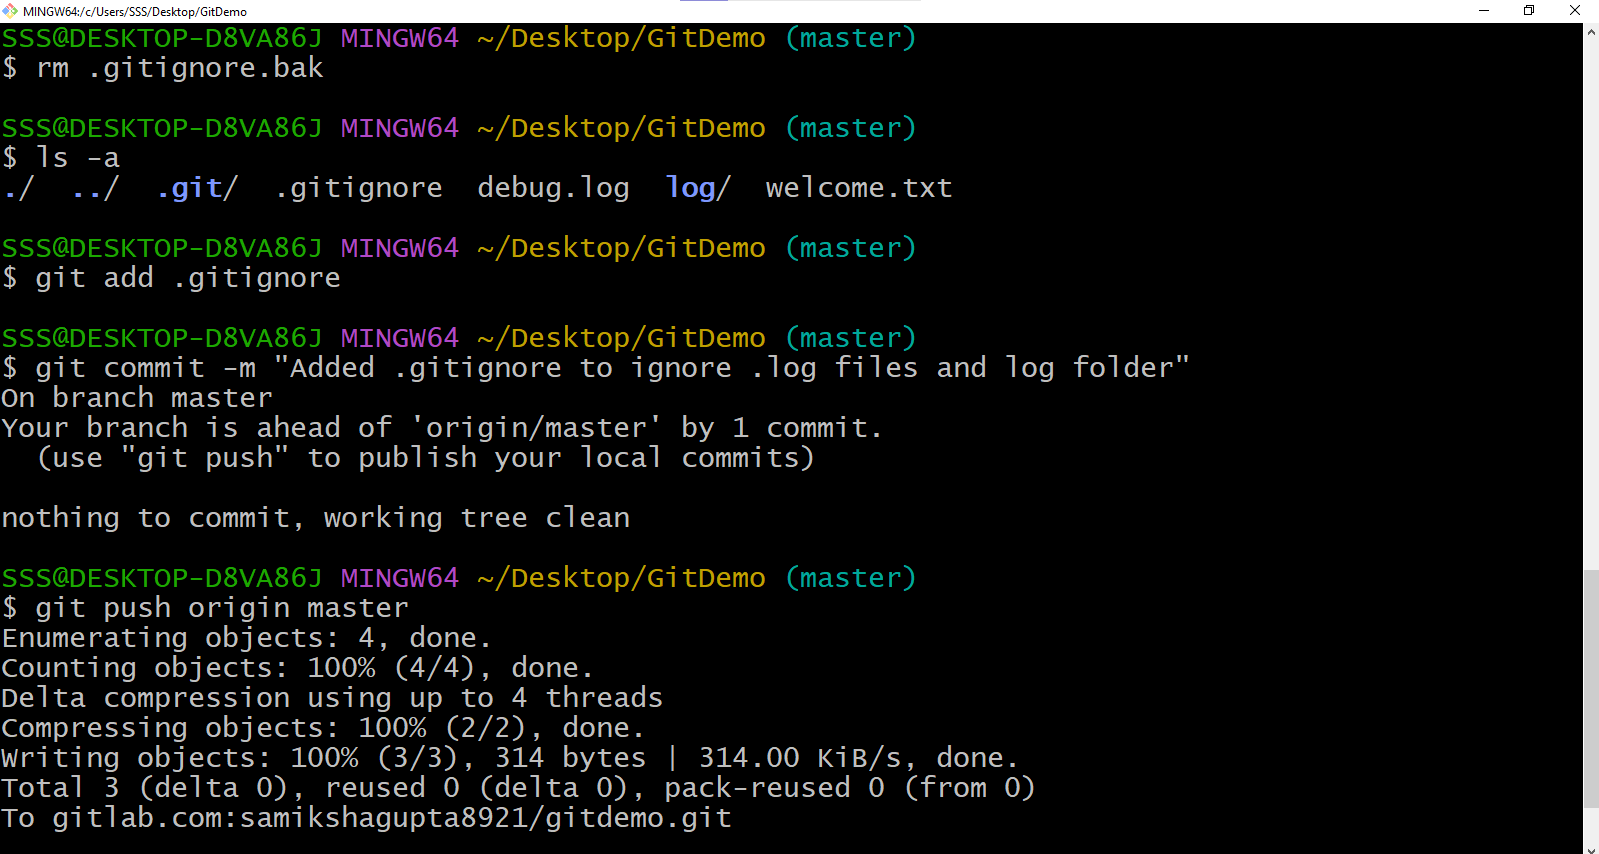 MINGW64:/c/Users/SSS/Desktop/GitDemo
SSS@DESKTOP-D8VA86J MINGW64 ~/Desktop/GitDemo (master)
$ rm .gitignore.bak
SSS@DESKTOP-D8VA86J MINGW64 ~/Desktop/GitDemo (master)
$ ls -a
./  ../  .git/  .gitignore  debug.log  log/  welcome.txt
SSS@DESKTOP-D8VA86J MINGW64 ~/Desktop/GitDemo (master)
$ git add .gitignore
SSS@DESKTOP-D8VA86J MINGW64 ~/Desktop/GitDemo (master)
$ git commit -m "Added .gitignore to ignore .log files and log folder"
On branch master
Your branch is ahead of 'origin/master' by 1 commit.
  (use "git push" to publish your local commits)
nothing to commit, working tree clean
SSS@DESKTOP-D8VA86J MINGW64 ~/Desktop/GitDemo (master)
$ git push origin master
Enumerating objects: 4, done.
Counting objects: 100% (4/4), done.
Delta compression using up to 4 threads
Compressing objects: 100% (2/2), done.
Writing objects: 100% (3/3), 314 bytes | 314.00 KiB/s, done.
Total 3 (delta 0), reused 0 (delta 0), pack-reused 0 (from 0)
To gitlab.com:samikshagupta8921/gitdemo.git